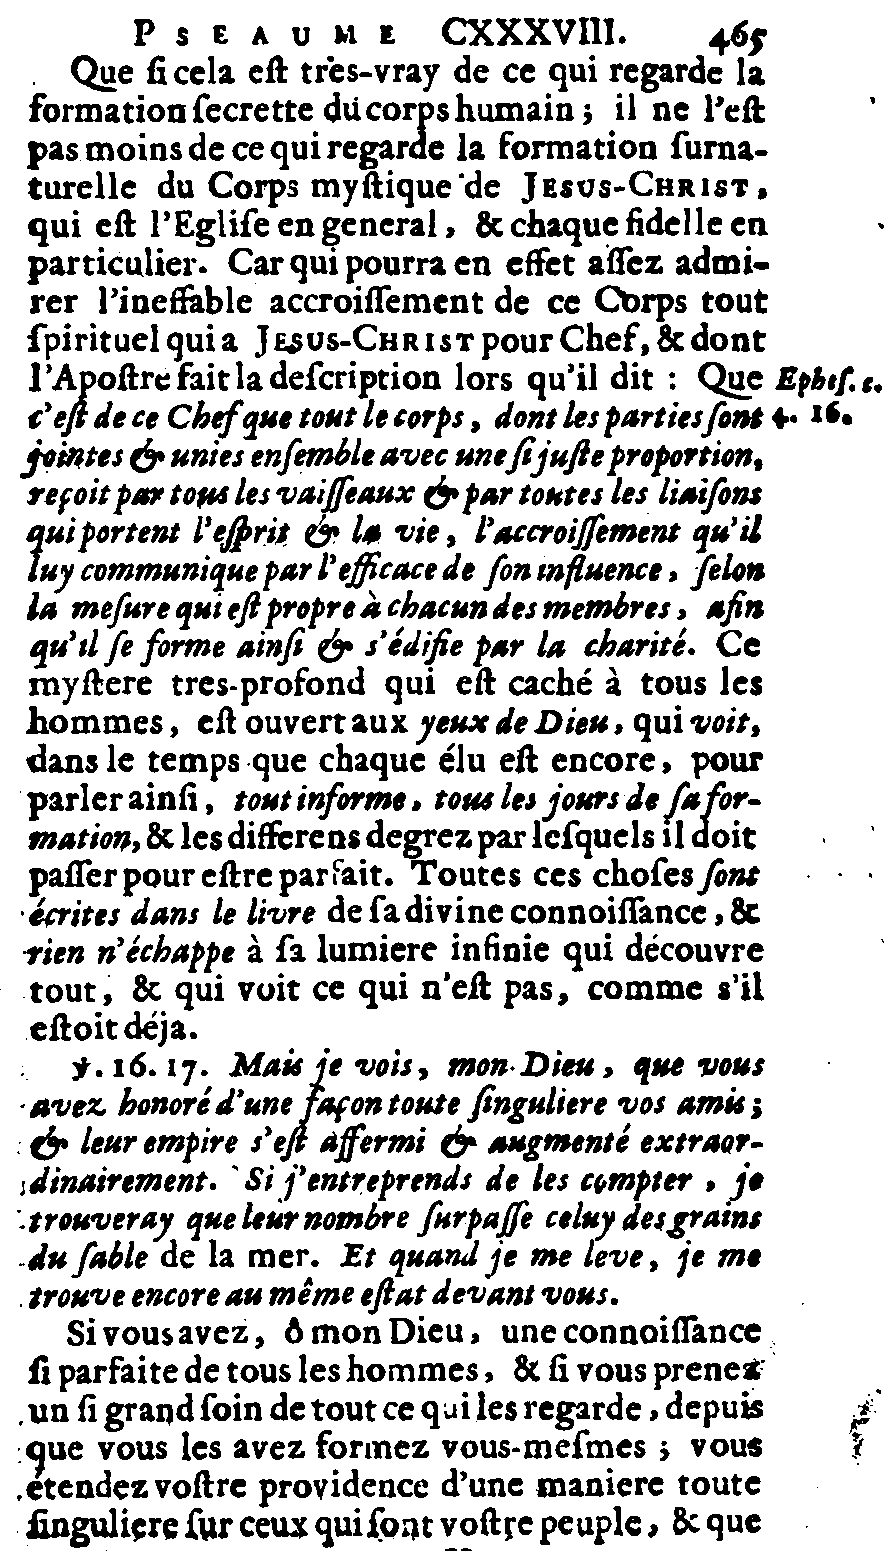 PSEAUME CXXXVIII. 465
Que ſi cela eſt très-vray de ce qui regarde la
formation ſecrette du corps humain ; il ne l'eſt
pas moins de ce qui regarde la formation ſurna-
turelle du Corps myſtique de JESUS-CHRIST,
qui eſt l'Egliſe en general, & chaque fidelle en
particulier. Car qui pourra en effet aſſez admi-
rer l'ineffable accroiſſement de ce Corps tout
ſpirituel qui a JESUS-CHRIST pour Chef, & dont
l'Apoſtre fait la deſcription lors qu'il dit : Que
Epheſ. c.
c'eſt de ce Chef que tout le corps, dont les parties ſont
4. 16.
jointes & unies enſemble avec une ſi juſte proportion,
reçoit par tous les vaiſſeaux & par toutes les liaiſons
qui portent l'eſprit & la vie, l'accroiſſement qu'il
luy communique par l'efficace de ſon influence, ſelon
la meſure qui eſt propre à chacun des membres, afin
qu'il ſe forme ainſi & s'édifie par la charité. Ce
myſtere tres-profond qui eſt caché à tous les
hommes, eſt ouvert aux yeux de Dieu, qui voit,
dans le temps que chaque élu eſt encore, pour
parler ainſi, tout informe, tous les jours de ſa for-
mation, & les differens degrez par leſquels il doit
paſſer pour eſtre parfait. Toutes ces choſes ſont
écrites dans le livre de ſa divine connoiſſance, &
rien n'échappe à ſa lumiere infinie qui découvre
tout, & qui voit ce qui n'eſt pas, comme s'il
eſtoit déja.
℣. 16. 17. Mais je vois, mon Dieu, que vous
avez honoré d'une façon toute ſinguliere vos amis ;
& leur empire s'eſt affermi & augmenté extraor-
dinairement. Si j'entreprends de les compter, je
trouveray que leur nombre ſurpaſſe celuy des grains
du ſable de la mer. Et quand je me leve, je me
trouve encore au même eſtat devant vous.
Si vous avez, ô mon Dieu, une connoiſſance
ſi parfaite de tous les hommes, & ſi vous prenez
un ſi grand ſoin de tout ce qui les regarde, depuis
que vous les avez formez vous-meſmes ; vous
étendez voſtre providence d'une maniere toute
ſinguliere ſur ceux qui ſont voſtre peuple, & que